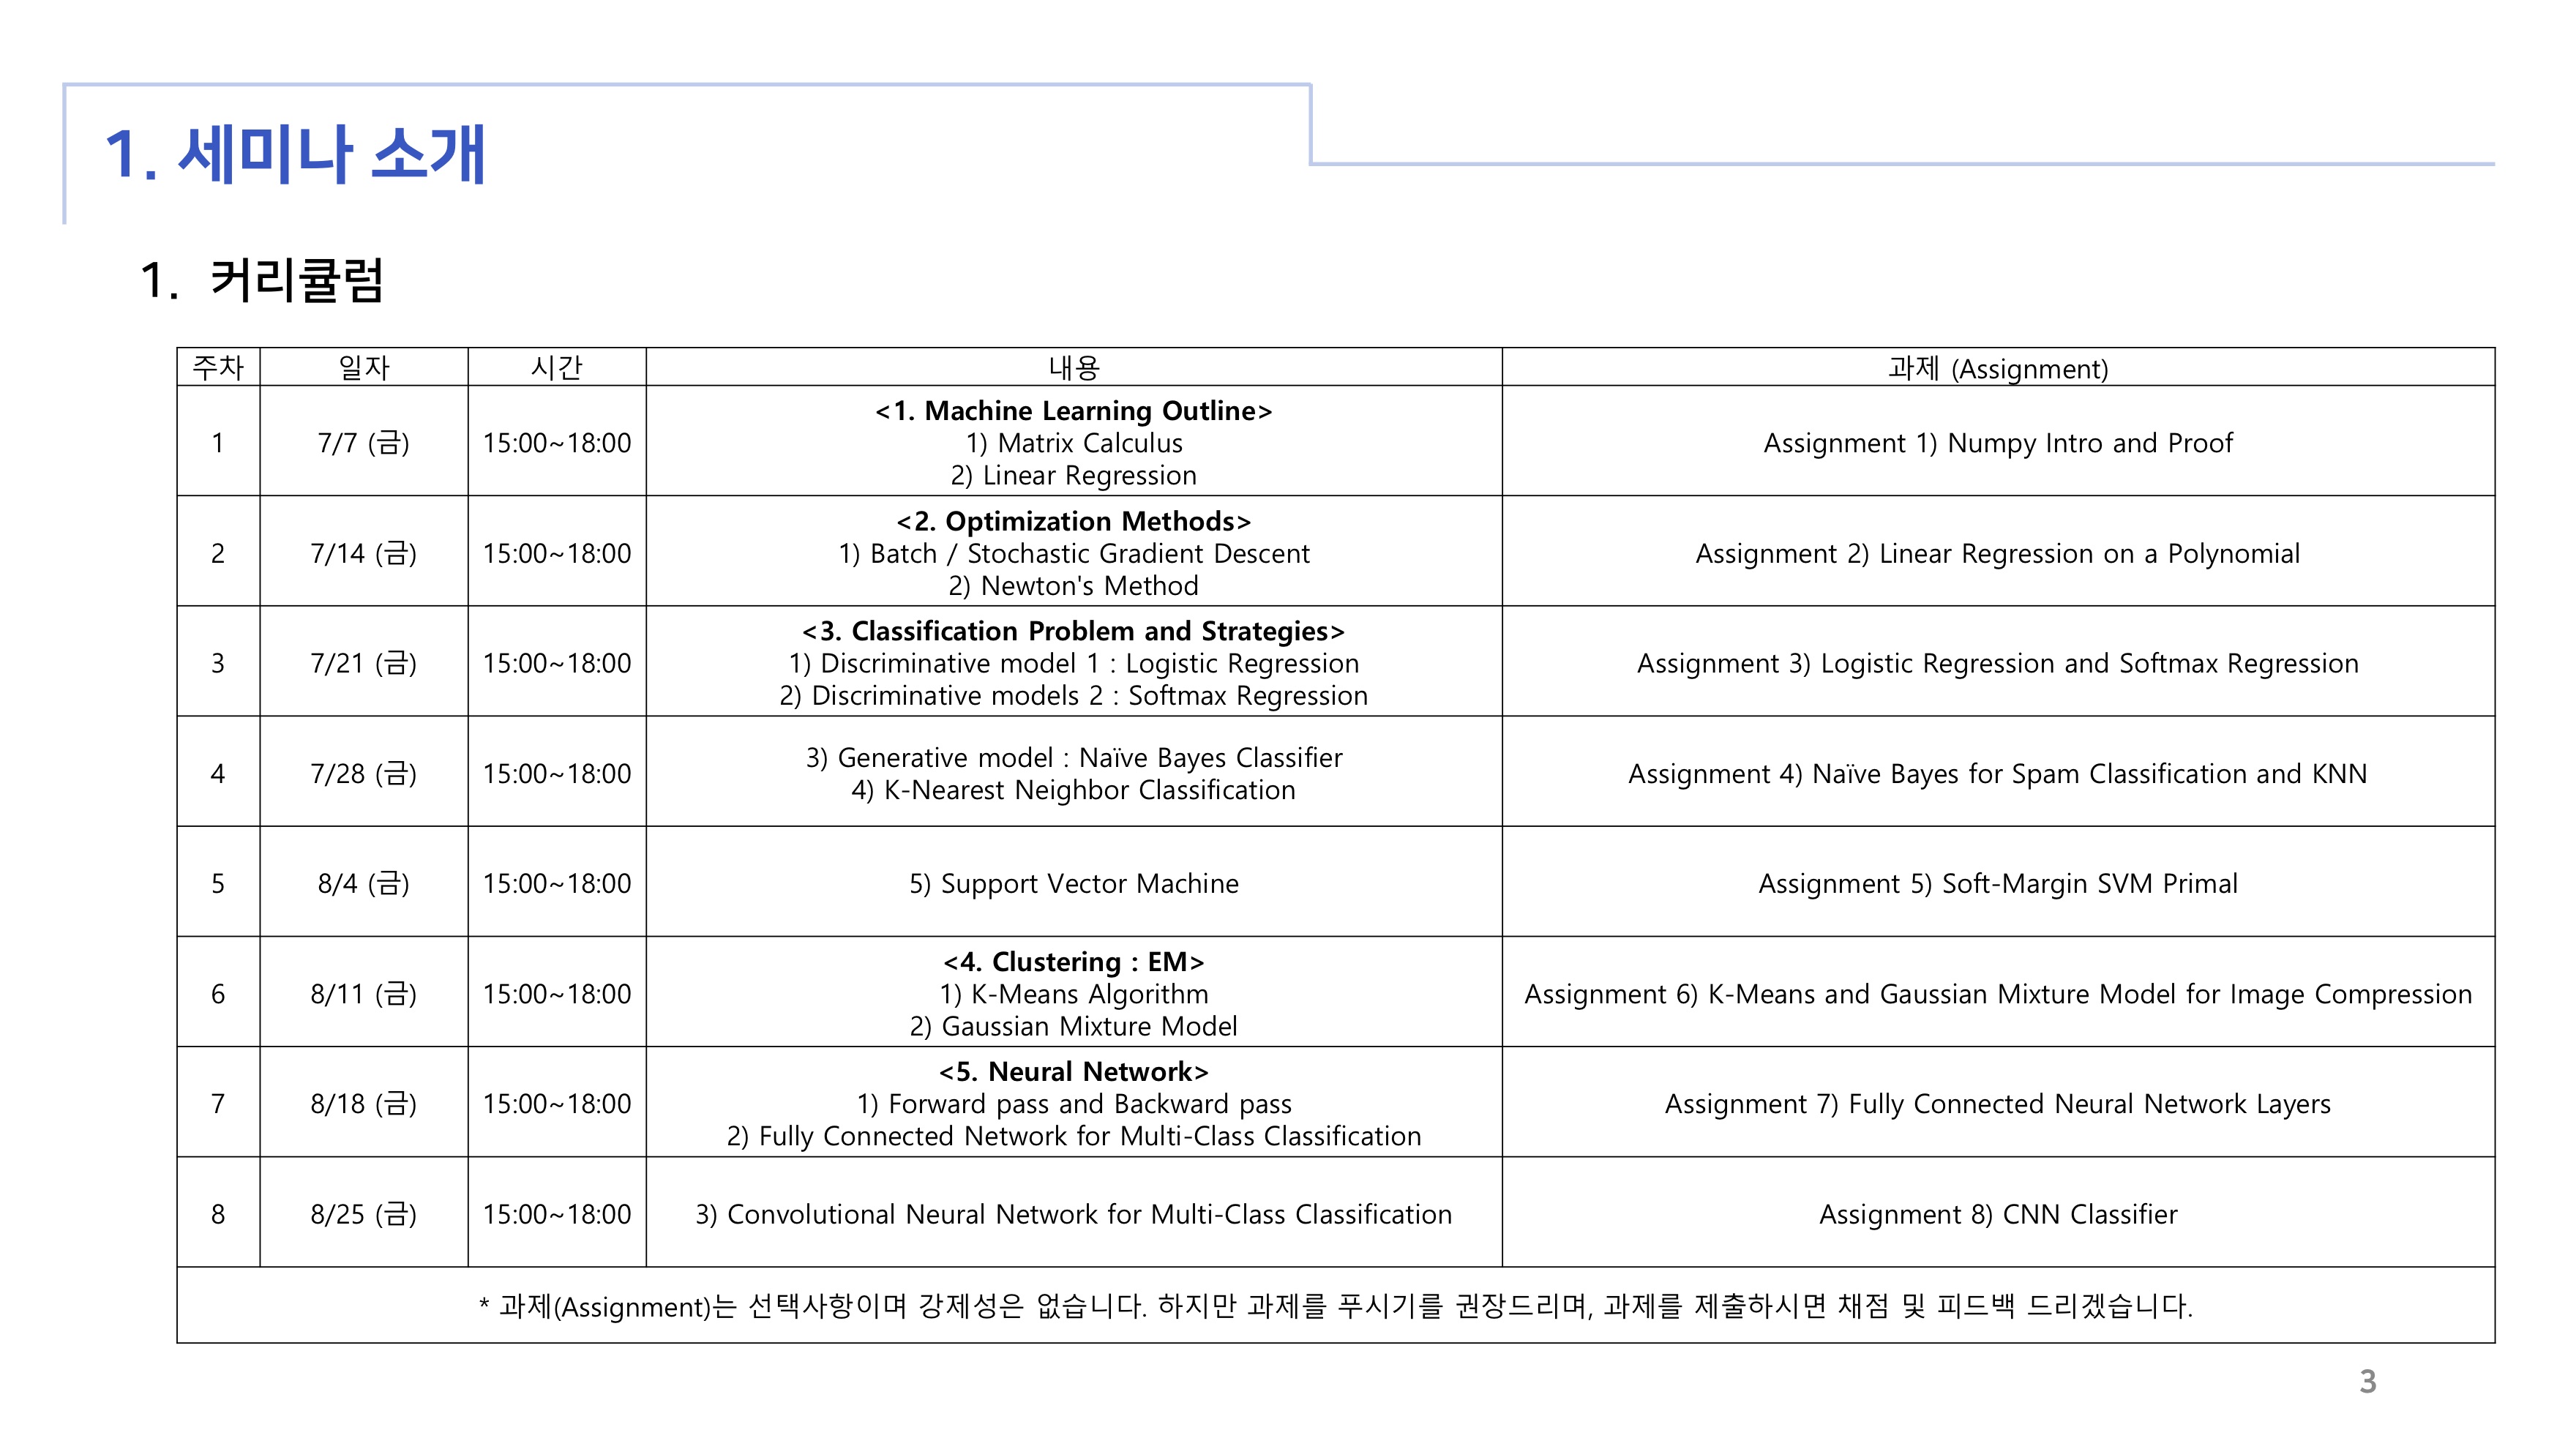 1. 세미나 소개
1. 커리큘럼
주차 일자 시간 내용 과제 (Assignment)
<1. Machine Learning Outline>
1 7/7 (금) 15:00~18:00 1) Matrix Calculus Assignment 1) Numpy Intro and Proof
2) Linear Regression
<2. Optimization Methods>
2 7/14 (금) 15:00~18:00 1) Batch / Stochastic Gradient Descent Assignment 2) Linear Regression on a Polynomial
2) Newton's Method
<3. Classification Problem and Strategies>
3 7/21 (금) 15:00~18:00 1) Discriminative model 1 : Logistic Regression Assignment 3) Logistic Regression and Softmax Regression
2) Discriminative models 2 : Softmax Regression
3) Generative model : Naïve Bayes Classifier
4 7/28 (금) 15:00~18:00 Assignment 4) Naïve Bayes for Spam Classification and KNN
4) K-Nearest Neighbor Classification
5 8/4 (금) 15:00~18:00 5) Support Vector Machine Assignment 5) Soft-Margin SVM Primal
<4. Clustering : EM>
6 8/11 (금) 15:00~18:00 1) K-Means Algorithm Assignment 6) K-Means and Gaussian Mixture Model for Image Compression
2) Gaussian Mixture Model
<5. Neural Network>
7 8/18 (금) 15:00~18:00 1) Forward pass and Backward pass Assignment 7) Fully Connected Neural Network Layers
2) Fully Connected Network for Multi-Class Classification
8 8/25 (금) 15:00~18:00 3) Convolutional Neural Network for Multi-Class Classification Assignment 8) CNN Classifier
* 과제(Assignment)는 선택사항이며 강제성은 없습니다. 하지만 과제를 푸시기를 권장드리며, 과제를 제출하시면 채점 및 피드백 드리겠습니다.
3